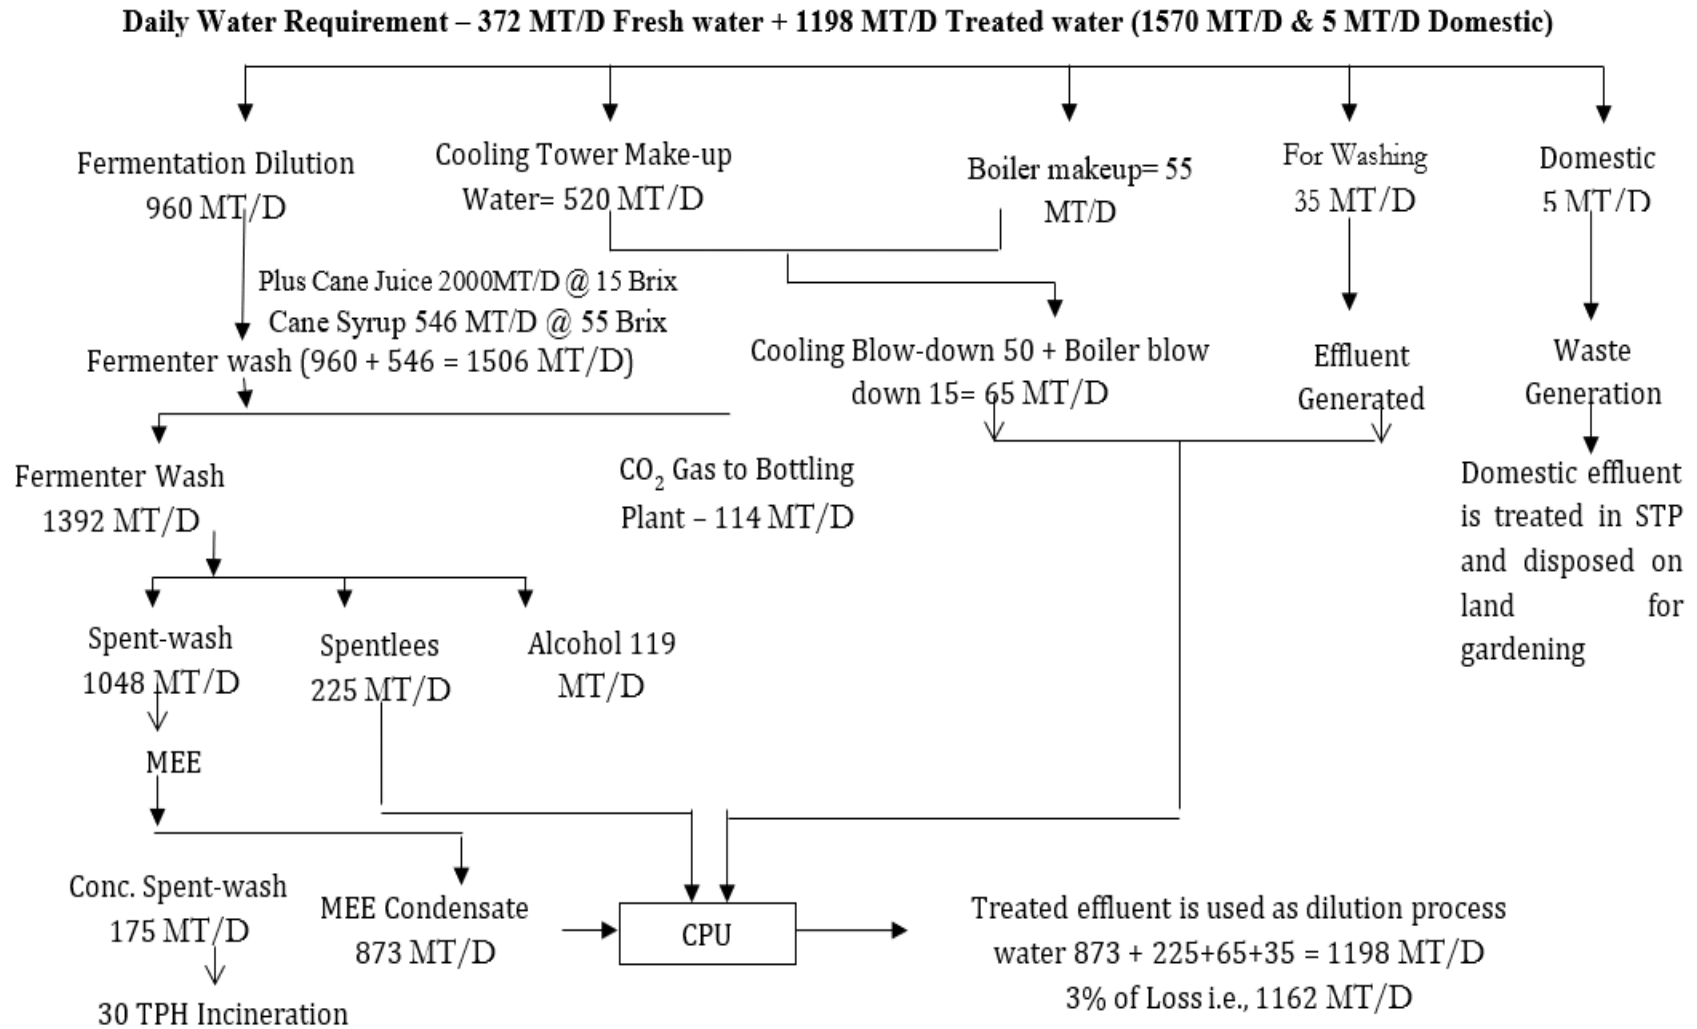 Daily Water Requirement – 372 MT/D Fresh water + 1198 MT/D Treated water (1570 MT/D & 5 MT/D Domestic)
Fermentation Dilution
960 MT/D
Cooling Tower Make-up
Water= 520 MT/D
Boiler makeup= 55
MT/D
For Washing
35 MT/D
Domestic
5 MT/D
Plus Cane Juice 2000MT/D @ 15 Brix
Cane Syrup 546 MT/D @ 55 Brix
Fermenter wash (960 + 546 = 1506 MT/D)
Cooling Blow-down 50 + Boiler blow
down 15= 65 MT/D
Effluent
Generated
Waste
Generation
Fermenter Wash
1392 MT/D
CO₂ Gas to Bottling
Plant – 114 MT/D
Domestic effluent
is treated in STP
and disposed on
land for
gardening
Spent-wash
1048 MT/D
Spentlees
225 MT/D
Alcohol 119
MT/D
MEE
Conc. Spent-wash
175 MT/D
30 TPH Incineration
MEE Condensate
873 MT/D
CPU
Treated effluent is used as dilution process
water 873 + 225+65+35 = 1198 MT/D
3% of Loss i.e., 1162 MT/D